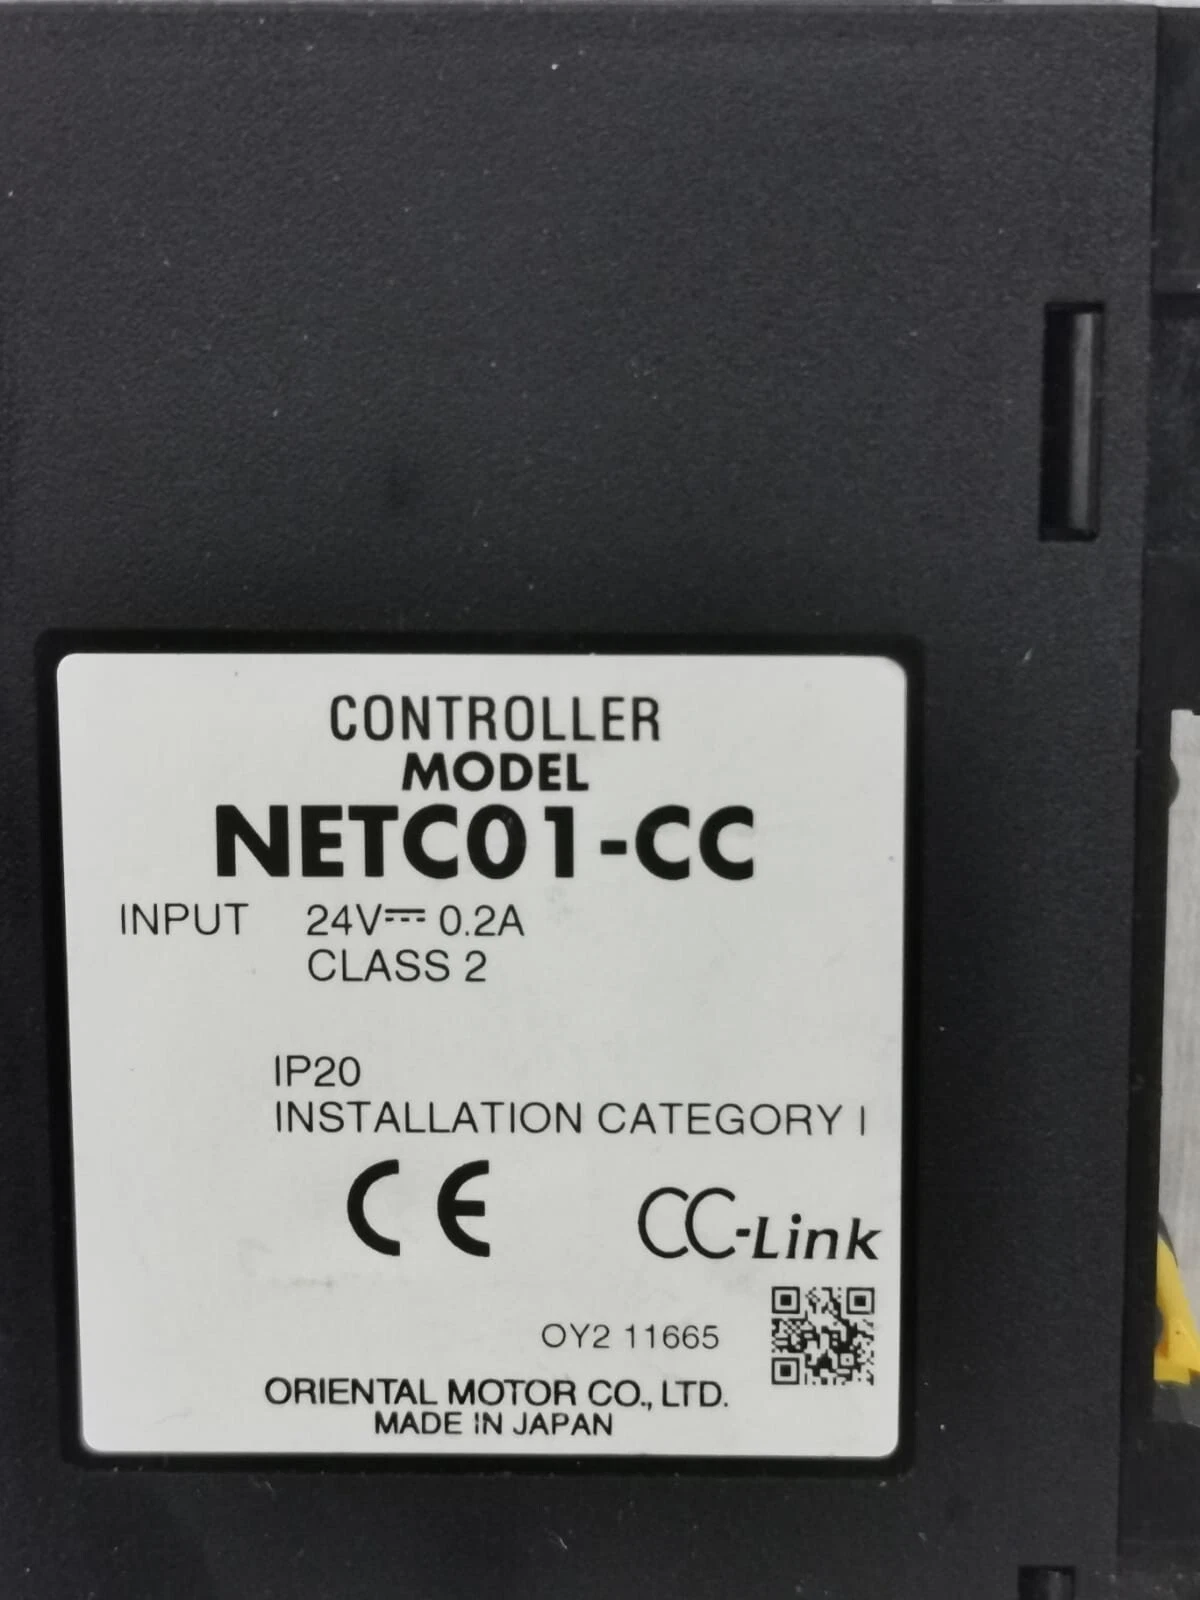 CONTROLLER
MODEL
NETC01-CC
INPUT 24V⎓ 0.2A
CLASS 2
IP20
INSTALLATION CATEGORY I
CE CC-Link
OY2 11665
ORIENTAL MOTOR CO., LTD.
MADE IN JAPAN